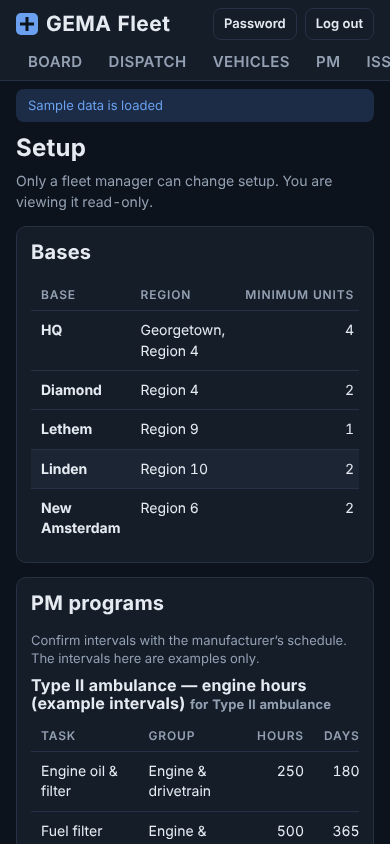 GEMA Fleet
Password
Log out
BOARD DISPATCH VEHICLES PM ISS
Sample data is loaded
Setup
Only a fleet manager can change setup. You are
viewing it read-only.
Bases
BASE REGION MINIMUM UNITS
HQ Georgetown, Region 4 4
Diamond Region 4 2
Lethem Region 9 1
Linden Region 10 2
New Amsterdam Region 6 2
PM programs
Confirm intervals with the manufacturer’s schedule.
The intervals here are examples only.
Type II ambulance — engine hours
(example intervals) for Type II ambulance
TASK GROUP HOURS DAYS
Engine oil & filter Engine & drivetrain 250 180
Fuel filter Engine & 500 365